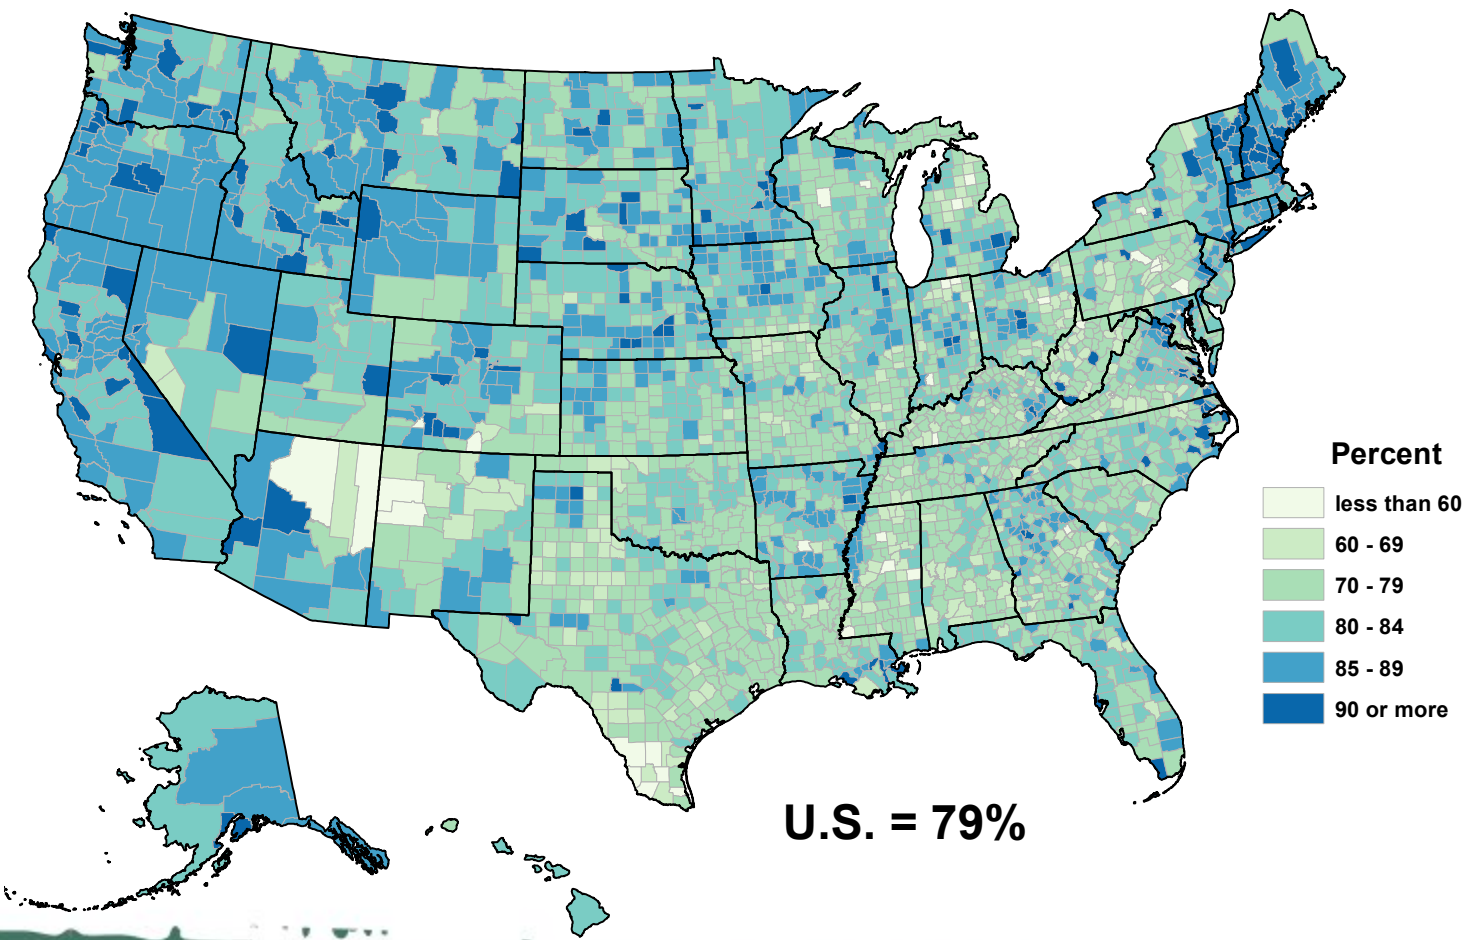 Percent
less than 60
60 - 69
70 - 79
80 - 84
85 - 89
90 or more
U.S. = 79%